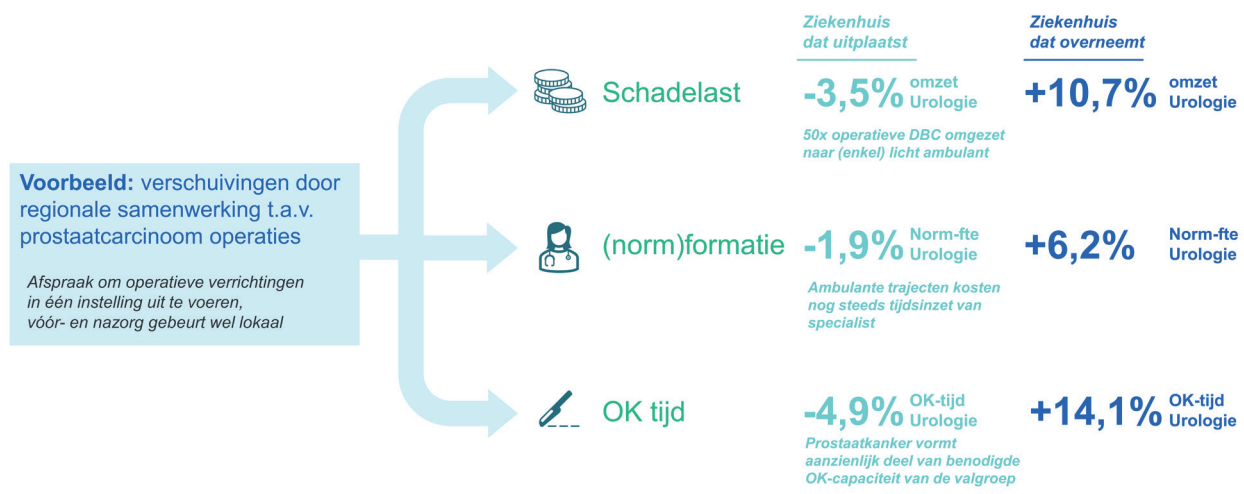 Ziekenhuis
dat uitplaatst
Ziekenhuis
dat overneemt
Voorbeeld: verschuivingen door
regionale samenwerking t.a.v.
prostaatcarcinoom operaties
Afspraak om operatieve verrichtingen
in één instelling uit te voeren,
vóór- en nazorg gebeurt wel lokaal
Schadelast
-3,5% omzet
Urologie
50x operatieve DBC omgezet
naar (enkel) licht ambulant
+10,7% omzet
Urologie
(norm)formatie
-1,9% Norm-fte
Urologie
Ambulante trajecten kosten
nog steeds tijdsinzet van
specialist
+6,2% Norm-fte
Urologie
OK tijd
-4,9% OK-tijd
Urologie
Prostaatkanker vormt
aanzienlijk deel van benodigde
OK-capaciteit van de valgroep
+14,1% OK-tijd
Urologie